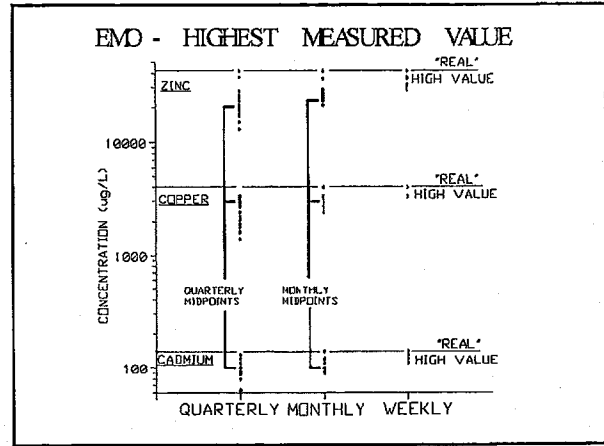 EMO - HIGHEST MEASURED VALUE
"REAL"
HIGH VALUE
ZINC
10000
"REAL"
HIGH VALUE
COPPER
CONCENTRATION (ug/L)
1000
QUARTERLY
MIDPOINTS
MONTHLY
MIDPOINTS
"REAL"
HIGH VALUE
CADMIUM
100
QUARTERLY MONTHLY WEEKLY